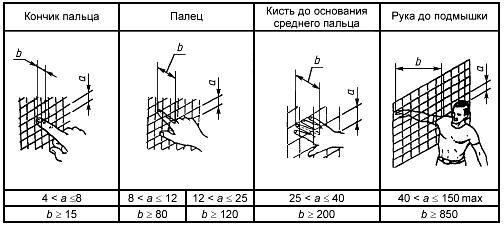 Кончик пальца
Палец
Кисть до основания
среднего пальца
Рука до подмышки
b
a
b
a
b
a
b
a
4 < a ≤8
8 < a ≤ 12
12 < a ≤ 25
25 < a ≤ 40
40 < a ≤ 150 max
b ≥ 15
b ≥ 80
b ≥ 120
b ≥ 200
b ≥ 850